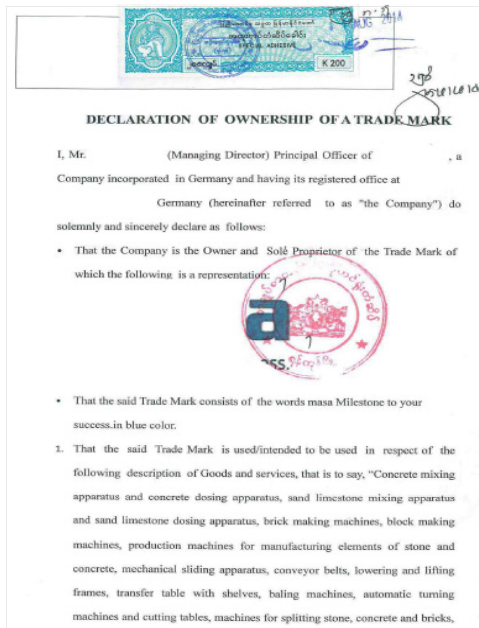 SPECIAL ADHESIVE
K 200
AUG 2014
DECLARATION OF OWNERSHIP OF A TRADE MARK
I, Mr. (Managing Director) Principal Officer of , a
Company incorporated in Germany and having its registered office at
Germany (hereinafter referred to as "the Company") do
solemnly and sincerely declare as follows:
• That the Company is the Owner and Sole Proprietor of the Trade Mark of
which the following is a representation:
a
ss.
• That the said Trade Mark consists of the words masa Milestone to your
success.in blue color.
1. That the said Trade Mark is used/intended to be used in respect of the
following description of Goods and services, that is to say, “Concrete mixing
apparatus and concrete dosing apparatus, sand limestone mixing apparatus
and sand limestone dosing apparatus, brick making machines, block making
machines, production machines for manufacturing elements of stone and
concrete, mechanical sliding apparatus, conveyor belts, lowering and lifting
frames, transfer table with shelves, baling machines, automatic turning
machines and cutting tables, machines for splitting stone, concrete and bricks,